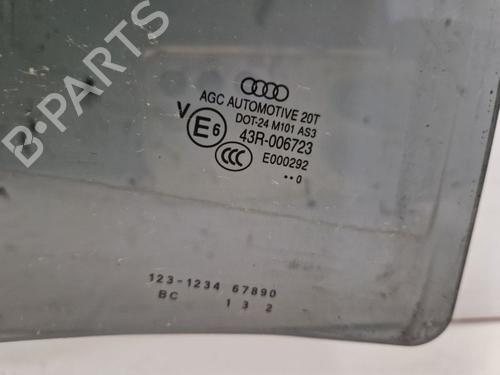 B-PARTS
AGC AUTOMOTIVE 20T
DOT-24 M101 AS3
V E6 43R-006723
CCC E000292
•• 0
123-1234 67890
BC 1 3 2